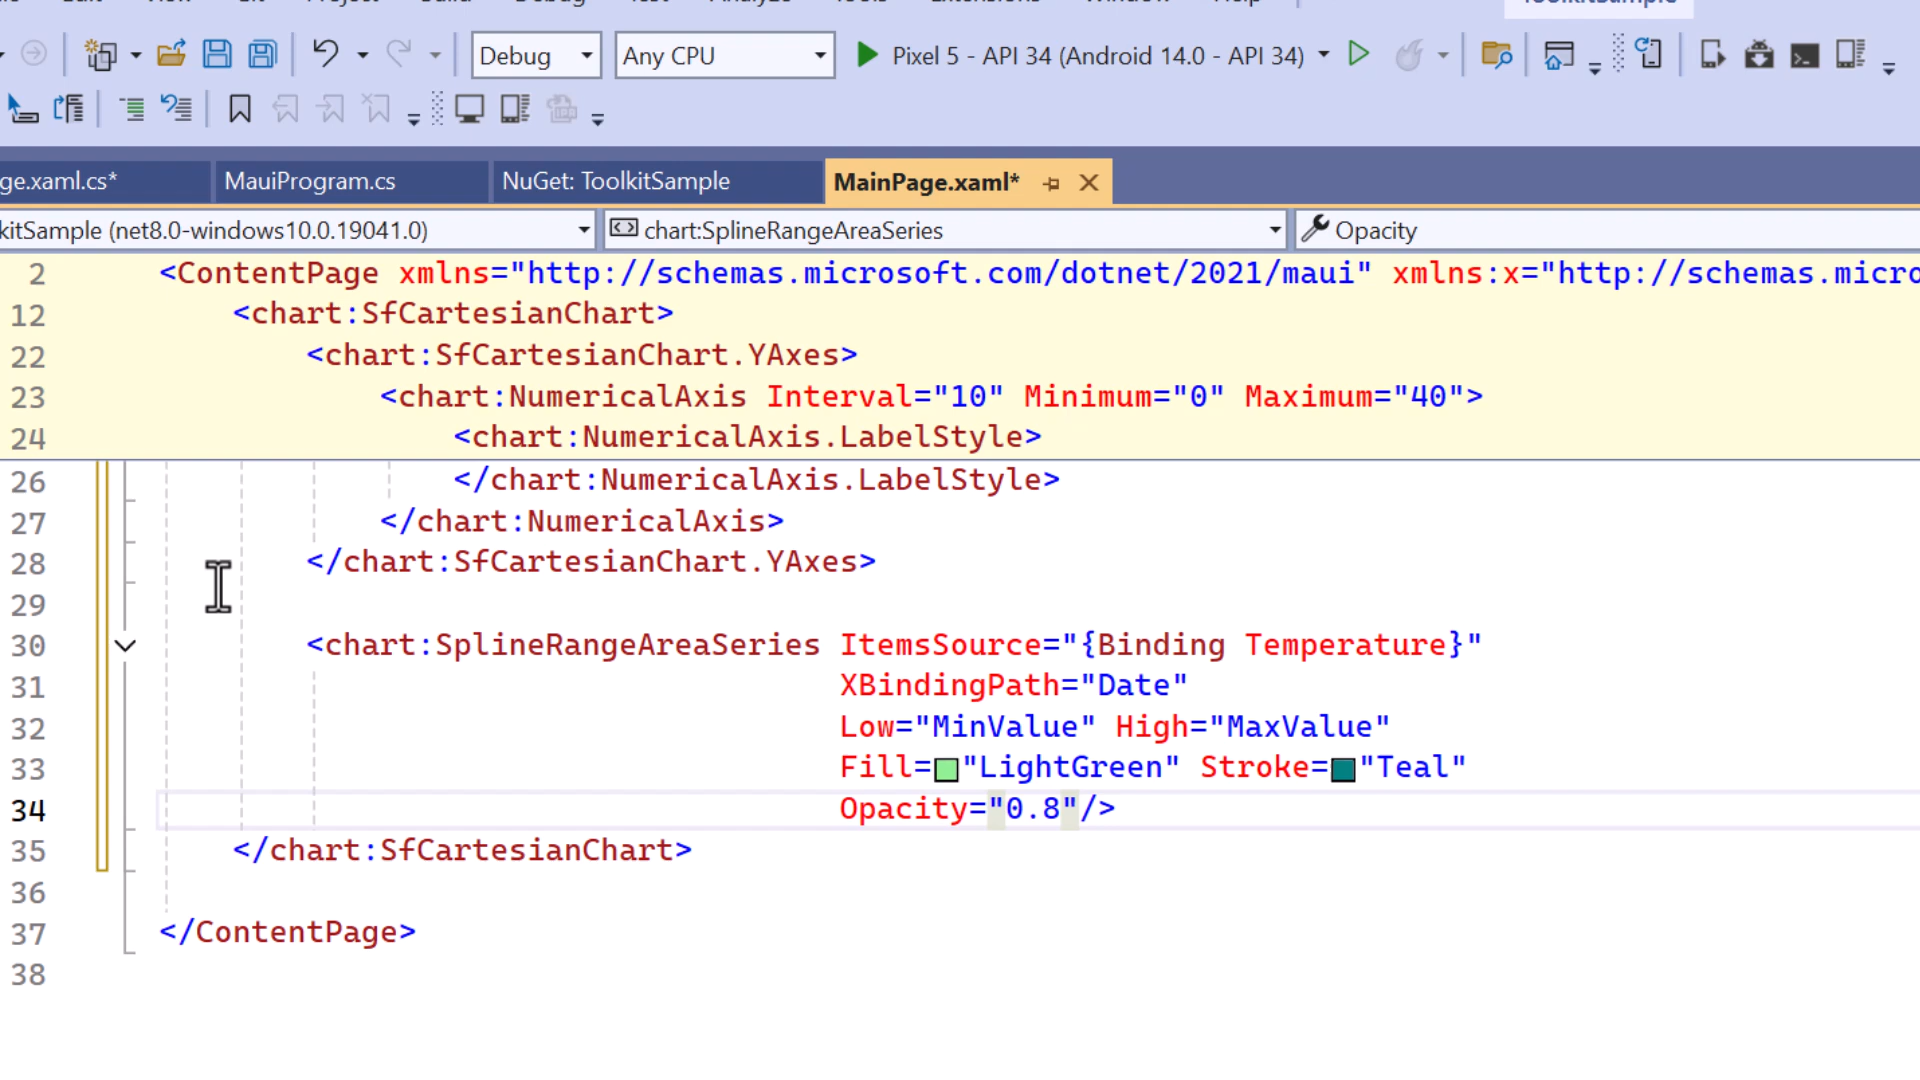 Debug Any CPU Pixel 5 - API 34 (Android 14.0 - API 34)
ge.xaml.cs* MauiProgram.cs NuGet: ToolkitSample MainPage.xaml*
kitSample (net8.0-windows10.0.19041.0) chart:SplineRangeAreaSeries Opacity
2 <ContentPage xmlns="http://schemas.microsoft.com/dotnet/2021/maui" xmlns:x="http://schemas.micro
12 <chart:SfCartesianChart>
22 <chart:SfCartesianChart.YAxes>
23 <chart:NumericalAxis Interval="10" Minimum="0" Maximum="40">
24 <chart:NumericalAxis.LabelStyle>
26 </chart:NumericalAxis.LabelStyle>
27 </chart:NumericalAxis>
28 </chart:SfCartesianChart.YAxes>
29
30 <chart:SplineRangeAreaSeries ItemsSource="{Binding Temperature}"
31 XBindingPath="Date"
32 Low="MinValue" High="MaxValue"
33 Fill="LightGreen" Stroke="Teal"
34 Opacity="0.8"/>
35 </chart:SfCartesianChart>
36
37 </ContentPage>
38